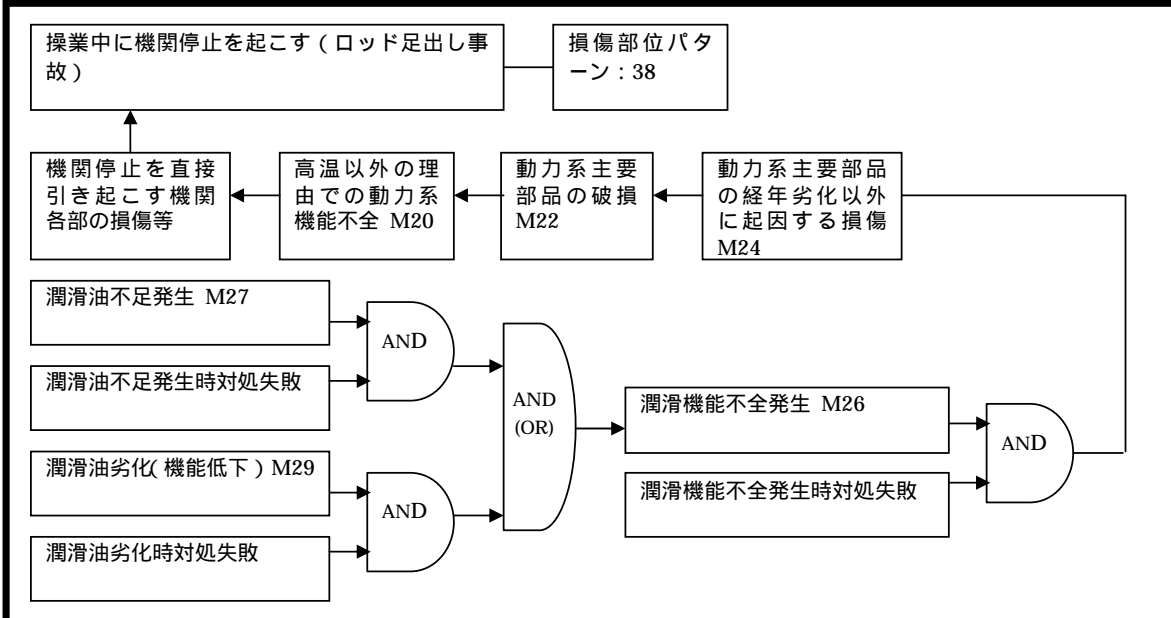 操業中に機関停止を起こす(ロッド足出し事
故)
損傷部位パタ
ーン:38
機関停止を直接
引き起こす機関
各部の損傷等
高温以外の理
由での動力系
機能不全 M20
動力系主要
部品の破損
M22
動力系主要部品
の経年劣化以外
に起因する損傷
M24
潤滑油不足発生 M27
潤滑油不足発生時対処失敗
AND
潤滑油劣化(機能低下)M29
潤滑油劣化時対処失敗
AND
AND
(OR)
潤滑機能不全発生 M26
潤滑機能不全発生時対処失敗
AND